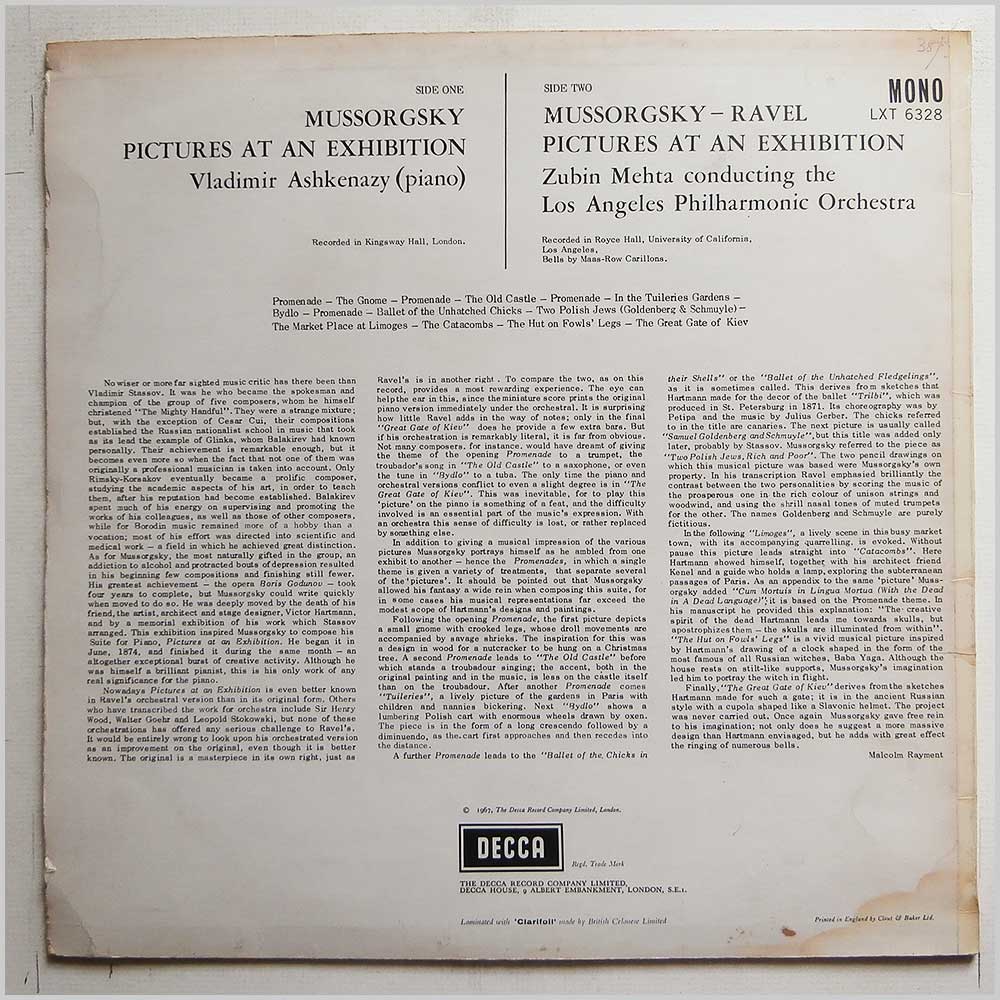 38/-
SIDE ONE
MUSSORGSKY
PICTURES AT AN EXHIBITION
Vladimir Ashkenazy (piano)
Recorded in Kingsway Hall, London.
SIDE TWO
MUSSORGSKY – RAVEL
PICTURES AT AN EXHIBITION
Zubin Mehta conducting the
Los Angeles Philharmonic Orchestra
Recorded in Royce Hall, University of California,
Los Angeles,
Bells by Maas-Row Carillons.
MONO
LXT 6328
Promenade – The Gnome – Promenade – The Old Castle – Promenade – In the Tuileries Gardens –
Bydlo – Promenade – Ballet of the Unhatched Chicks – Two Polish Jews (Goldenberg & Schmuyle) –
The Market Place at Limoges – The Catacombs – The Hut on Fowls' Legs – The Great Gate of Kiev
No wiser or more far sighted music critic has there been than
Vladimir Stassov. It was he who became the spokesman and
champion of the group of five composers, whom he himself
christened "The Mighty Handful". They were a strange mixture;
but, with the exception of Cesar Cui, their compositions
established the Russian nationalist school in music that took
as its lead the example of Glinka, whom Balakirev had known
personally. Their achievement is remarkable enough, but it
becomes even more so when the fact that not one of them was
originally a professional musician is taken into account. Only
Rimsky-Korsakov eventually became a prolific composer,
studying the academic aspects of his art, in order to teach
them, after his reputation had become established. Balakirev
spent much of his energy on supervising and promoting the
works of his colleagues, as well as those of other composers,
while for Borodin music remained more of a hobby than a
vocation; most of his effort was directed into scientific and
medical work – a field in which he achieved great distinction.
As for Mussorgsky, the most naturally gifted in the group, an
addiction to alcohol and protracted bouts of depression resulted
in his beginning few compositions and finishing still fewer.
His greatest achievement – the opera Boris Godunov – took
four years to complete, but Mussorgsky could write quickly
when moved to do so. He was deeply moved by the death of his
friend, the artist, architect and stage designer, Victor Hartmann,
and by a memorial exhibition of his work which Stassov
arranged. This exhibition inspired Mussorgsky to compose his
Suite for Piano, Pictures at an Exhibition. He began it in
June, 1874, and finished it during the same month – an
altogether exceptional burst of creative activity. Although he
was himself a brilliant pianist, this is his only work of any
real significance for the piano.
Nowadays Pictures at an Exhibition is even better known
in Ravel's orchestral version than in its original form. Others
who have transcribed the work for orchestra include Sir Henry
Wood, Walter Goehr and Leopold Stokowski, but none of these
orchestrations has offered any serious challenge to Ravel's.
It would be entirely wrong to look upon his orchestrated version
as an improvement on the original, even though it is better
known. The original is a masterpiece in its own right, just as
Ravel's is in another right. To compare the two, as on this
record, provides a most rewarding experience. The eye can
help the ear in this, since the miniature score prints the original
piano version immediately under the orchestral. It is surprising
how little Ravel adds in the way of notes; only in the final
"Great Gate of Kiev" does he provide a few extra bars. But
if his orchestration is remarkably literal, it is far from obvious.
Not many composers, for instance, would have dreamt of giving
the theme of the opening Promenade to a trumpet, the
troubador's song in "The Old Castle" to a saxophone, or even
the tune in "Bydlo" to a tuba. The only time the piano and
orchestral versions conflict to even a slight degree is in "The
Great Gate of Kiev". This was inevitable, for to play this
'picture' on the piano is something of a feat, and the difficulty
involved is an essential part of the music's expression. With
an orchestra this sense of difficulty is lost, or rather replaced
by something else.
In addition to giving a musical impression of the various
pictures Mussorgsky portrays himself as he ambled from one
exhibit to another – hence the Promenades, in which a single
theme is given a variety of treatments, that separate several
of the 'pictures'. It should be pointed out that Mussorgsky
allowed his fantasy a wide rein when composing this suite, for
in some cases his musical representations far exceed the
modest scope of Hartmann's designs and paintings.
Following the opening Promenade, the first picture depicts
a small gnome with crooked legs, whose droll movements are
accompanied by savage shrieks. The inspiration for this was
a design in wood for a nutcracker to be hung on a Christmas
tree. A second Promenade leads to "The Old Castle" before
which stands a troubadour singing; the accent, both in the
original painting and in the music, is less on the castle itself
than on the troubadour. After another Promenade comes
"Tuileries", a lively picture of the gardens in Paris with
children and nannies bickering. Next "Bydlo" shows a
lumbering Polish cart with enormous wheels drawn by oxen.
The piece is in the form of a long crescendo followed by a
diminuendo, as the cart first approaches and then recedes into
the distance.
A further Promenade leads to the "Ballet of the Chicks in
their Shells" or the "Ballet of the Unhatched Fledgelings",
as it is sometimes called. This derives from sketches that
Hartmann made for the decor of the ballet "Trilbi", which was
produced in St. Petersburg in 1871. Its choreography was by
Petipa and the music by Julius Gerber. The chicks referred
to in the title are canaries. The next picture is usually called
"Samuel Goldenberg and Schmuyle", but this title was added only
later, probably by Stassov. Mussorgsky referred to the piece as
"Two Polish Jews, Rich and Poor". The two pencil drawings on
which this musical picture was based were Mussorgsky's own
property. In his transcription Ravel emphasied brilliantly the
contrast between the two personalities by scoring the music of
the prosperous one in the rich colour of unison strings and
woodwind, and using the shrill nasal tones of muted trumpets
for the other. The names Goldenberg and Schmuyle are purely
fictitious.
In the following "Limoges", a lively scene in this busy market
town, with its accompanying quarrelling, is evoked. Without
pause this picture leads straight into "Catacombs". Here
Hartmann showed himself, together with his architect friend
Kenel and a guide who holds a lamp, exploring the subterranean
passages of Paris. As an appendix to the same 'picture' Muss-
orgsky added "Cum Mortuis in Lingua Mortua (With the Dead
in A Dead Language)"; it is based on the Promenade theme. In
his manuscript he provided this explanation: "The creative
spirit of the dead Hartmann leads me towards skulls, but
apostrophizes them – the skulls are illuminated from within".
"The Hut on Fowls' Legs" is a vivid musical picture inspired
by Hartmann's drawing of a clock shaped in the form of the
most famous of all Russian witches, Baba Yaga. Although the
house rests on stilt-like supports, Mussorgsky's imagination
led him to portray the witch in flight.
Finally, "The Great Gate of Kiev" derives from the sketches
Hartmann made for such a gate; it is in the ancient Russian
style with a cupola shaped like a Slavonic helmet. The project
was never carried out. Once again Mussorgsky gave free rein
to his imagination; not only does he suggest a more massive
design than Hartmann envisaged, but he adds with great effect
the ringing of numerous bells.
Malcolm Rayment
© 1967, The Decca Record Company Limited, London.
DECCA
Regd. Trade Mark
THE DECCA RECORD COMPANY LIMITED,
DECCA HOUSE, 9 ALBERT EMBANKMENT, LONDON, S.E.1.
Laminated with 'Clarifoil' made by British Celanese Limited
Printed in England by Clout & Baker Ltd.